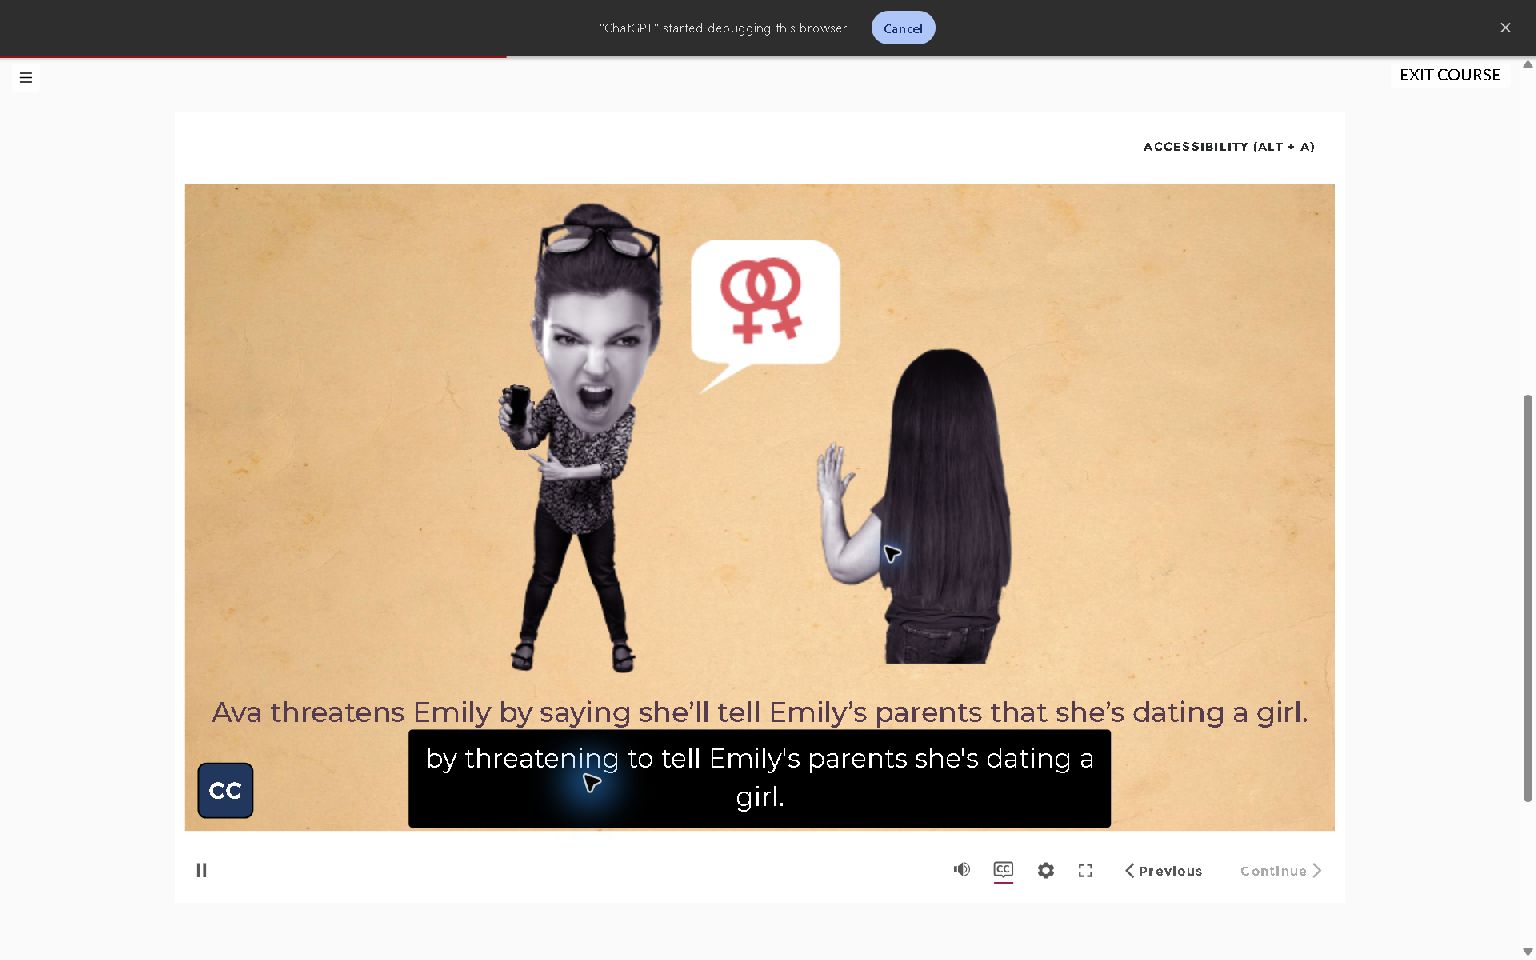 "ChatGPT" started debugging this browser
Cancel
EXIT COURSE
ACCESSIBILITY (ALT + A)
Ava threatens Emily by saying she’ll tell Emily’s parents that she’s dating a girl.
by threatening to tell Emily's parents she's dating a
girl.
CC
CC
Previous
Continue